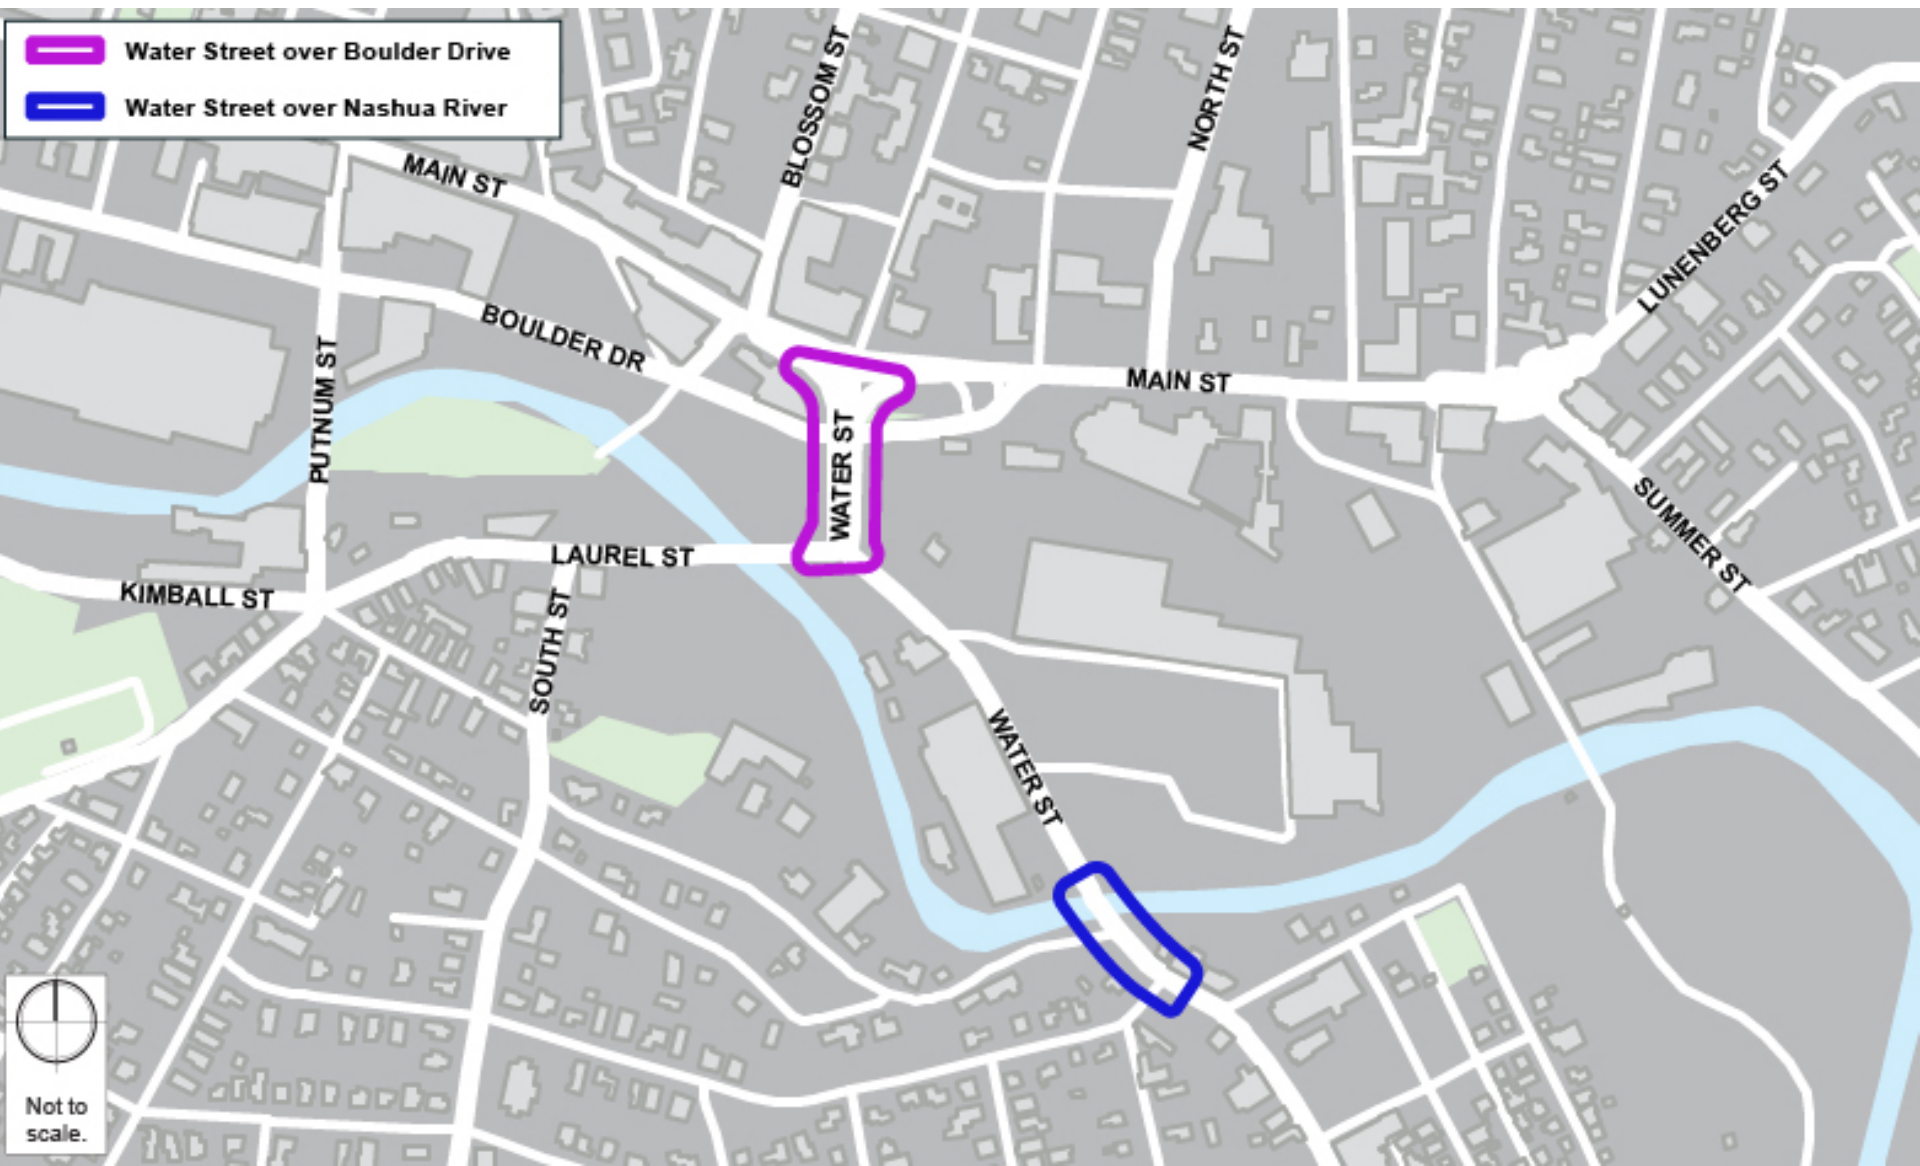 Water Street over Boulder Drive
Water Street over Nashua River
BLOSSOM ST
NORTH ST
MAIN ST
LUNENBERG ST
BOULDER DR
PUTNUM ST
MAIN ST
WATER ST
SUMMER ST
LAUREL ST
KIMBALL ST
SOUTH ST
WATER ST
Not to
scale.